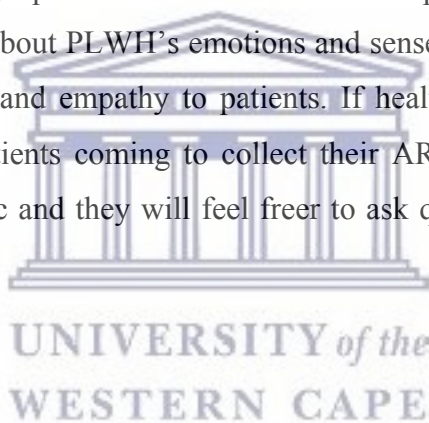 bout PLWH's emotions and sense
and empathy to patients. If heal
tients coming to collect their AR
c and they will feel freer to ask q
UNIVERSITY of the
WESTERN CAPE